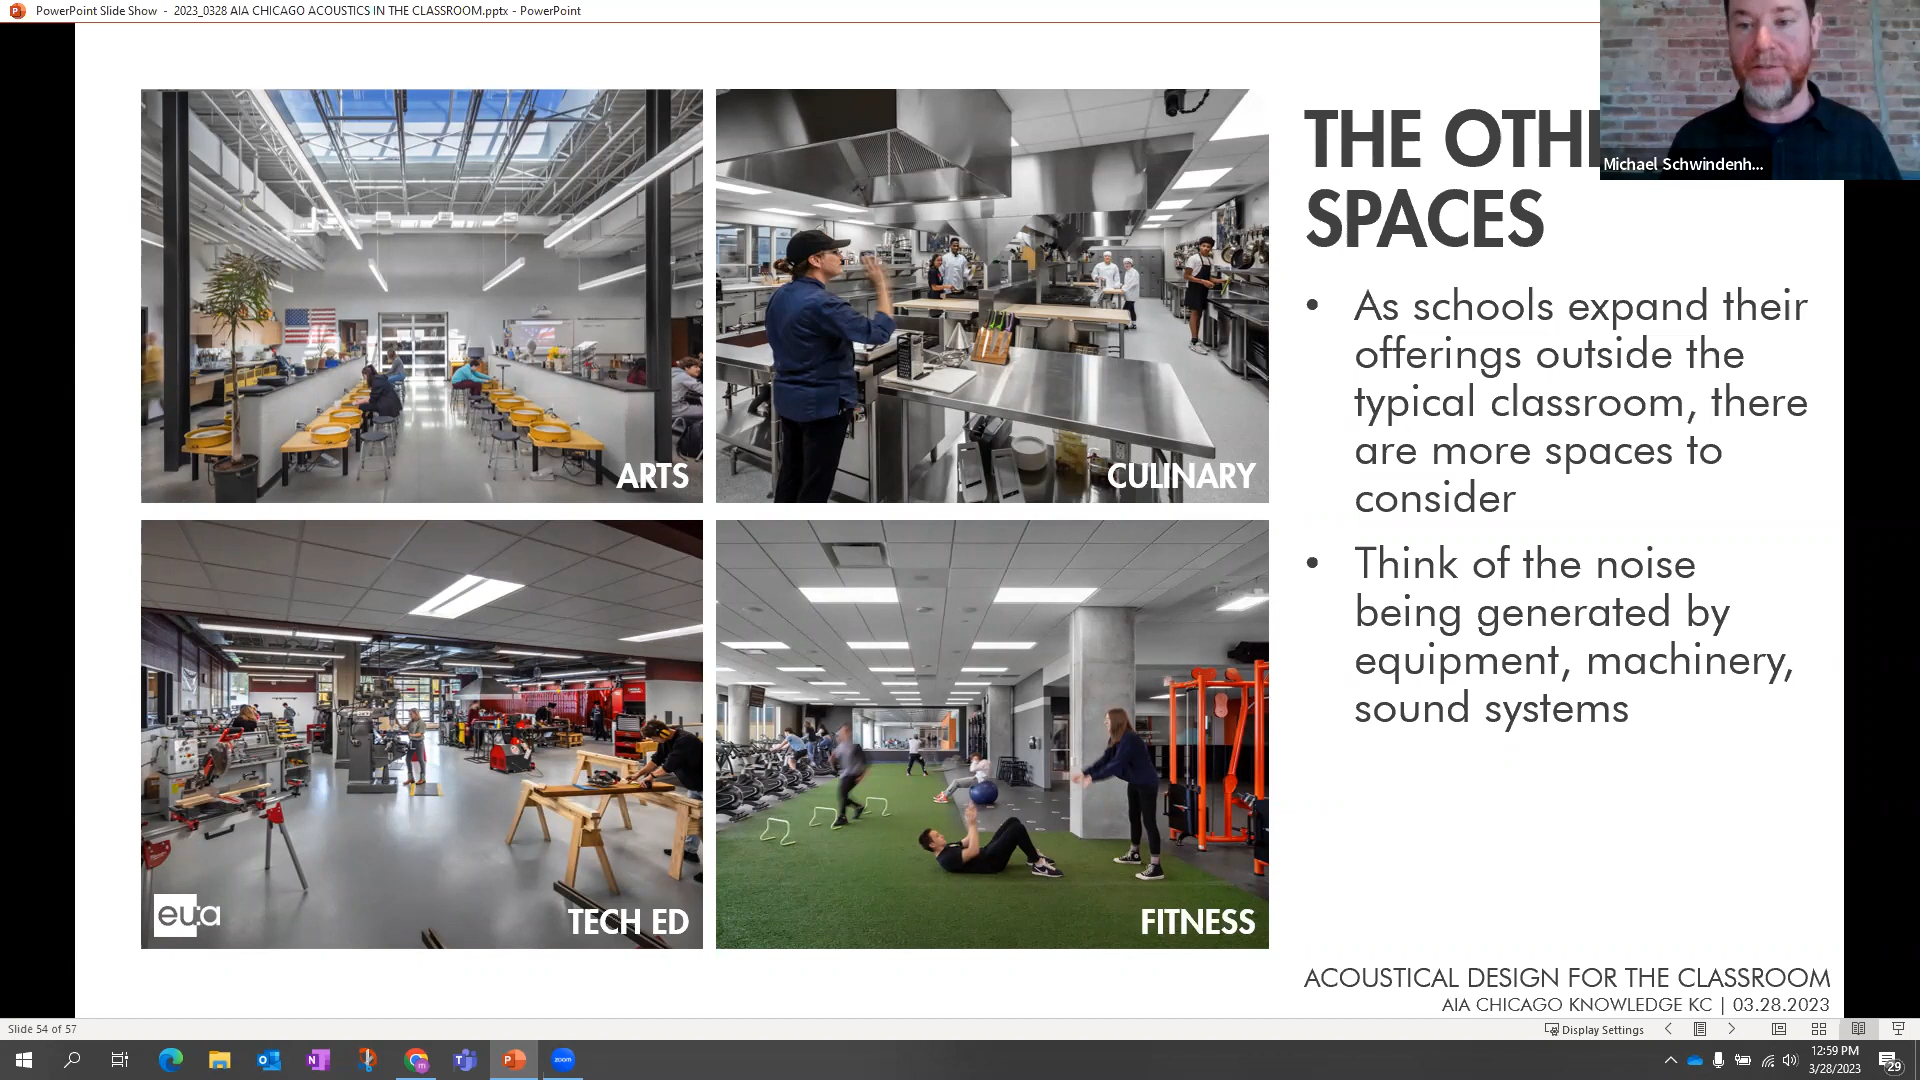 PowerPoint Slide Show - 2023_0328 AIA CHICAGO ACOUSTICS IN THE CLASSROOM.pptx - PowerPoint
Michael Schwindenh...
THE OTHE
SPACES
• As schools expand their
offerings outside the
typical classroom, there
are more spaces to
consider
• Think of the noise
being generated by
equipment, machinery,
sound systems
ARTS
CULINARY
TECH ED
FITNESS
eua
ACOUSTICAL DESIGN FOR THE CLASSROOM
AIA CHICAGO KNOWLEDGE KC | 03.28.2023
Slide 54 of 57
Display Settings
zoom
12:59 PM
3/28/2023
29